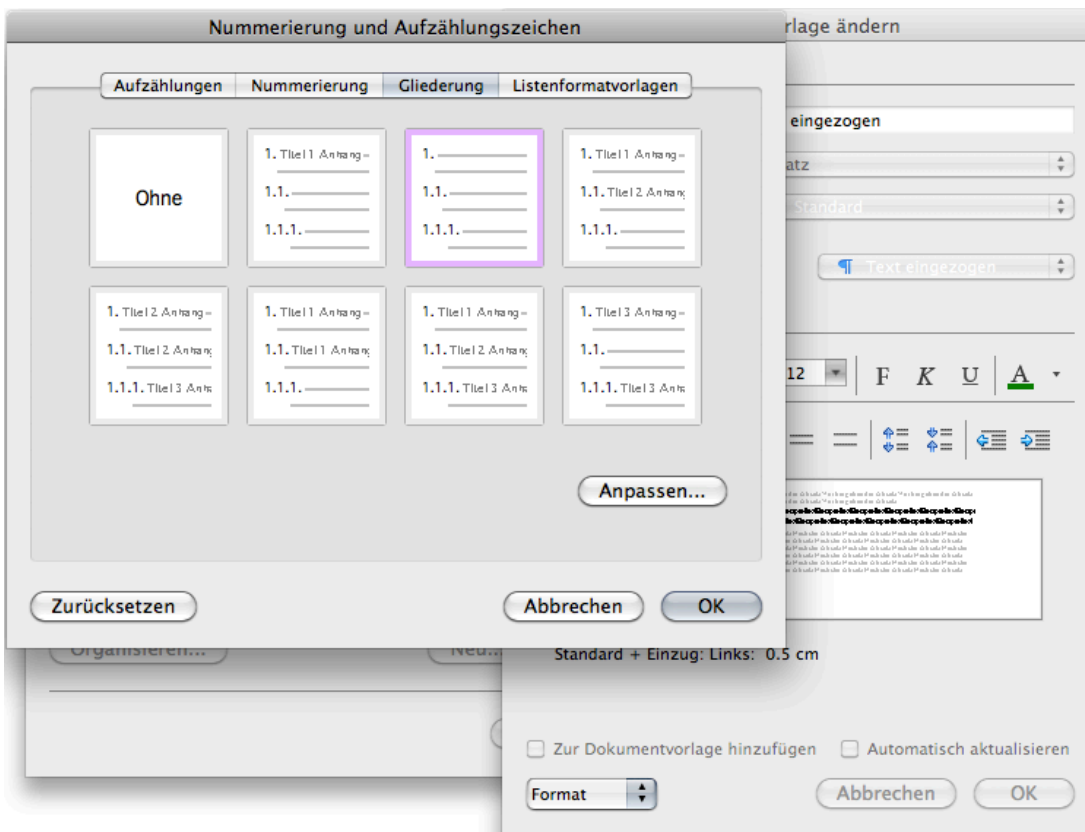 Nummerierung und Aufzählungszeichen
rlage ändern
Aufzählungen Nummerierung Gliederung Listenformatvorlagen
eingezogen
atz
Standard
Text eingezogen
Ohne
1. Titel 1 Anhang
1.1.
1.1.1.
1.
1.1.
1.1.1.
1. Titel 1 Anhang
1.1. Titel 2 Anhang
1.1.1.
1. Titel 2 Anhang
1.1. Titel 2 Anhang
1.1.1. Titel 3 Anha
1. Titel 1 Anhang
1.1. Titel 1 Anhang
1.1.1.
1. Titel 1 Anhang
1.1. Titel 2 Anhang
1.1.1. Titel 3 Anha
1. Titel 3 Anhang
1.1.
1.1.1. Titel 3 Anha
12 F K U A
Anpassen...
Zurücksetzen Abbrechen OK
Organisieren... Neu...
Standard + Einzug: Links: 0.5 cm
Zur Dokumentvorlage hinzufügen Automatisch aktualisieren
Format Abbrechen OK